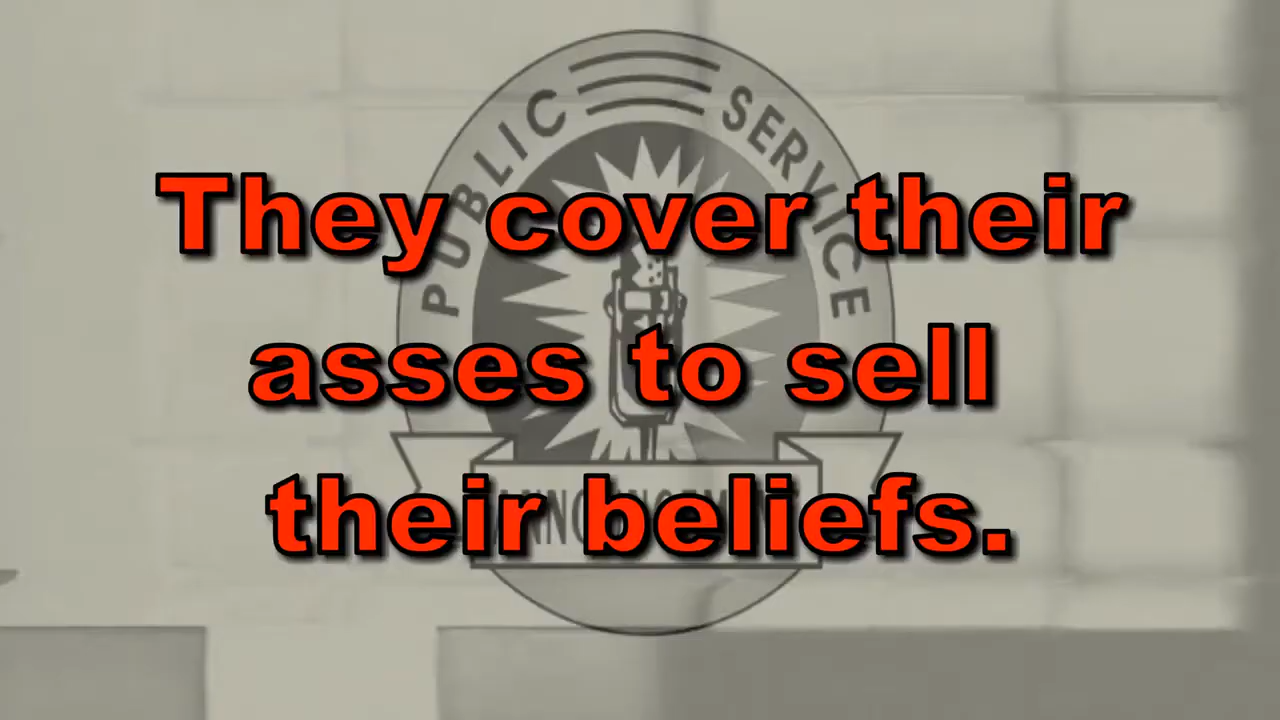 PUBLIC SERVICE
They cover their
asses to sell
their beliefs.